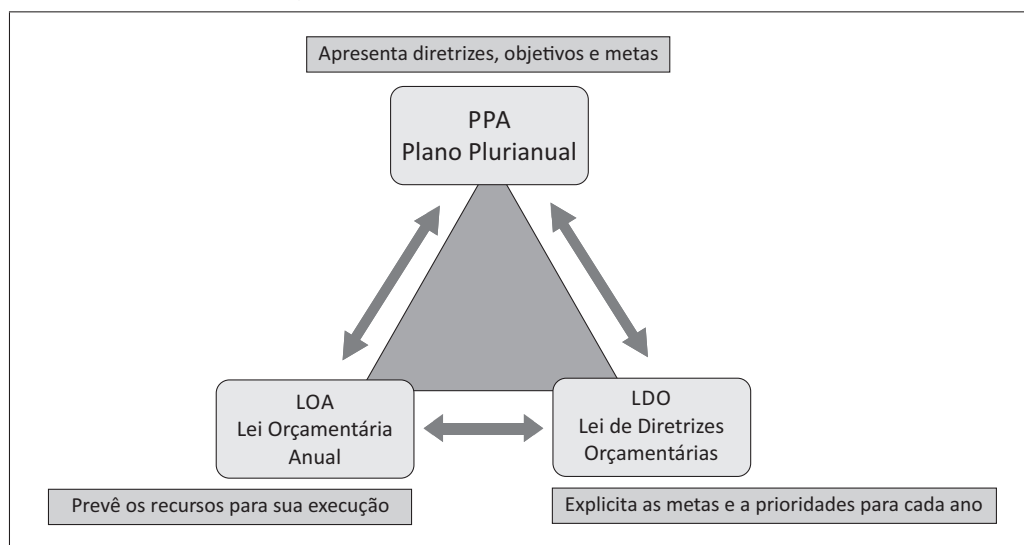 Apresenta diretrizes, objetivos e metas
PPA
Plano Plurianual
LOA
Lei Orçamentária
Anual
LDO
Lei de Diretrizes
Orçamentárias
Prevê os recursos para sua execução
Explicita as metas e a prioridades para cada ano